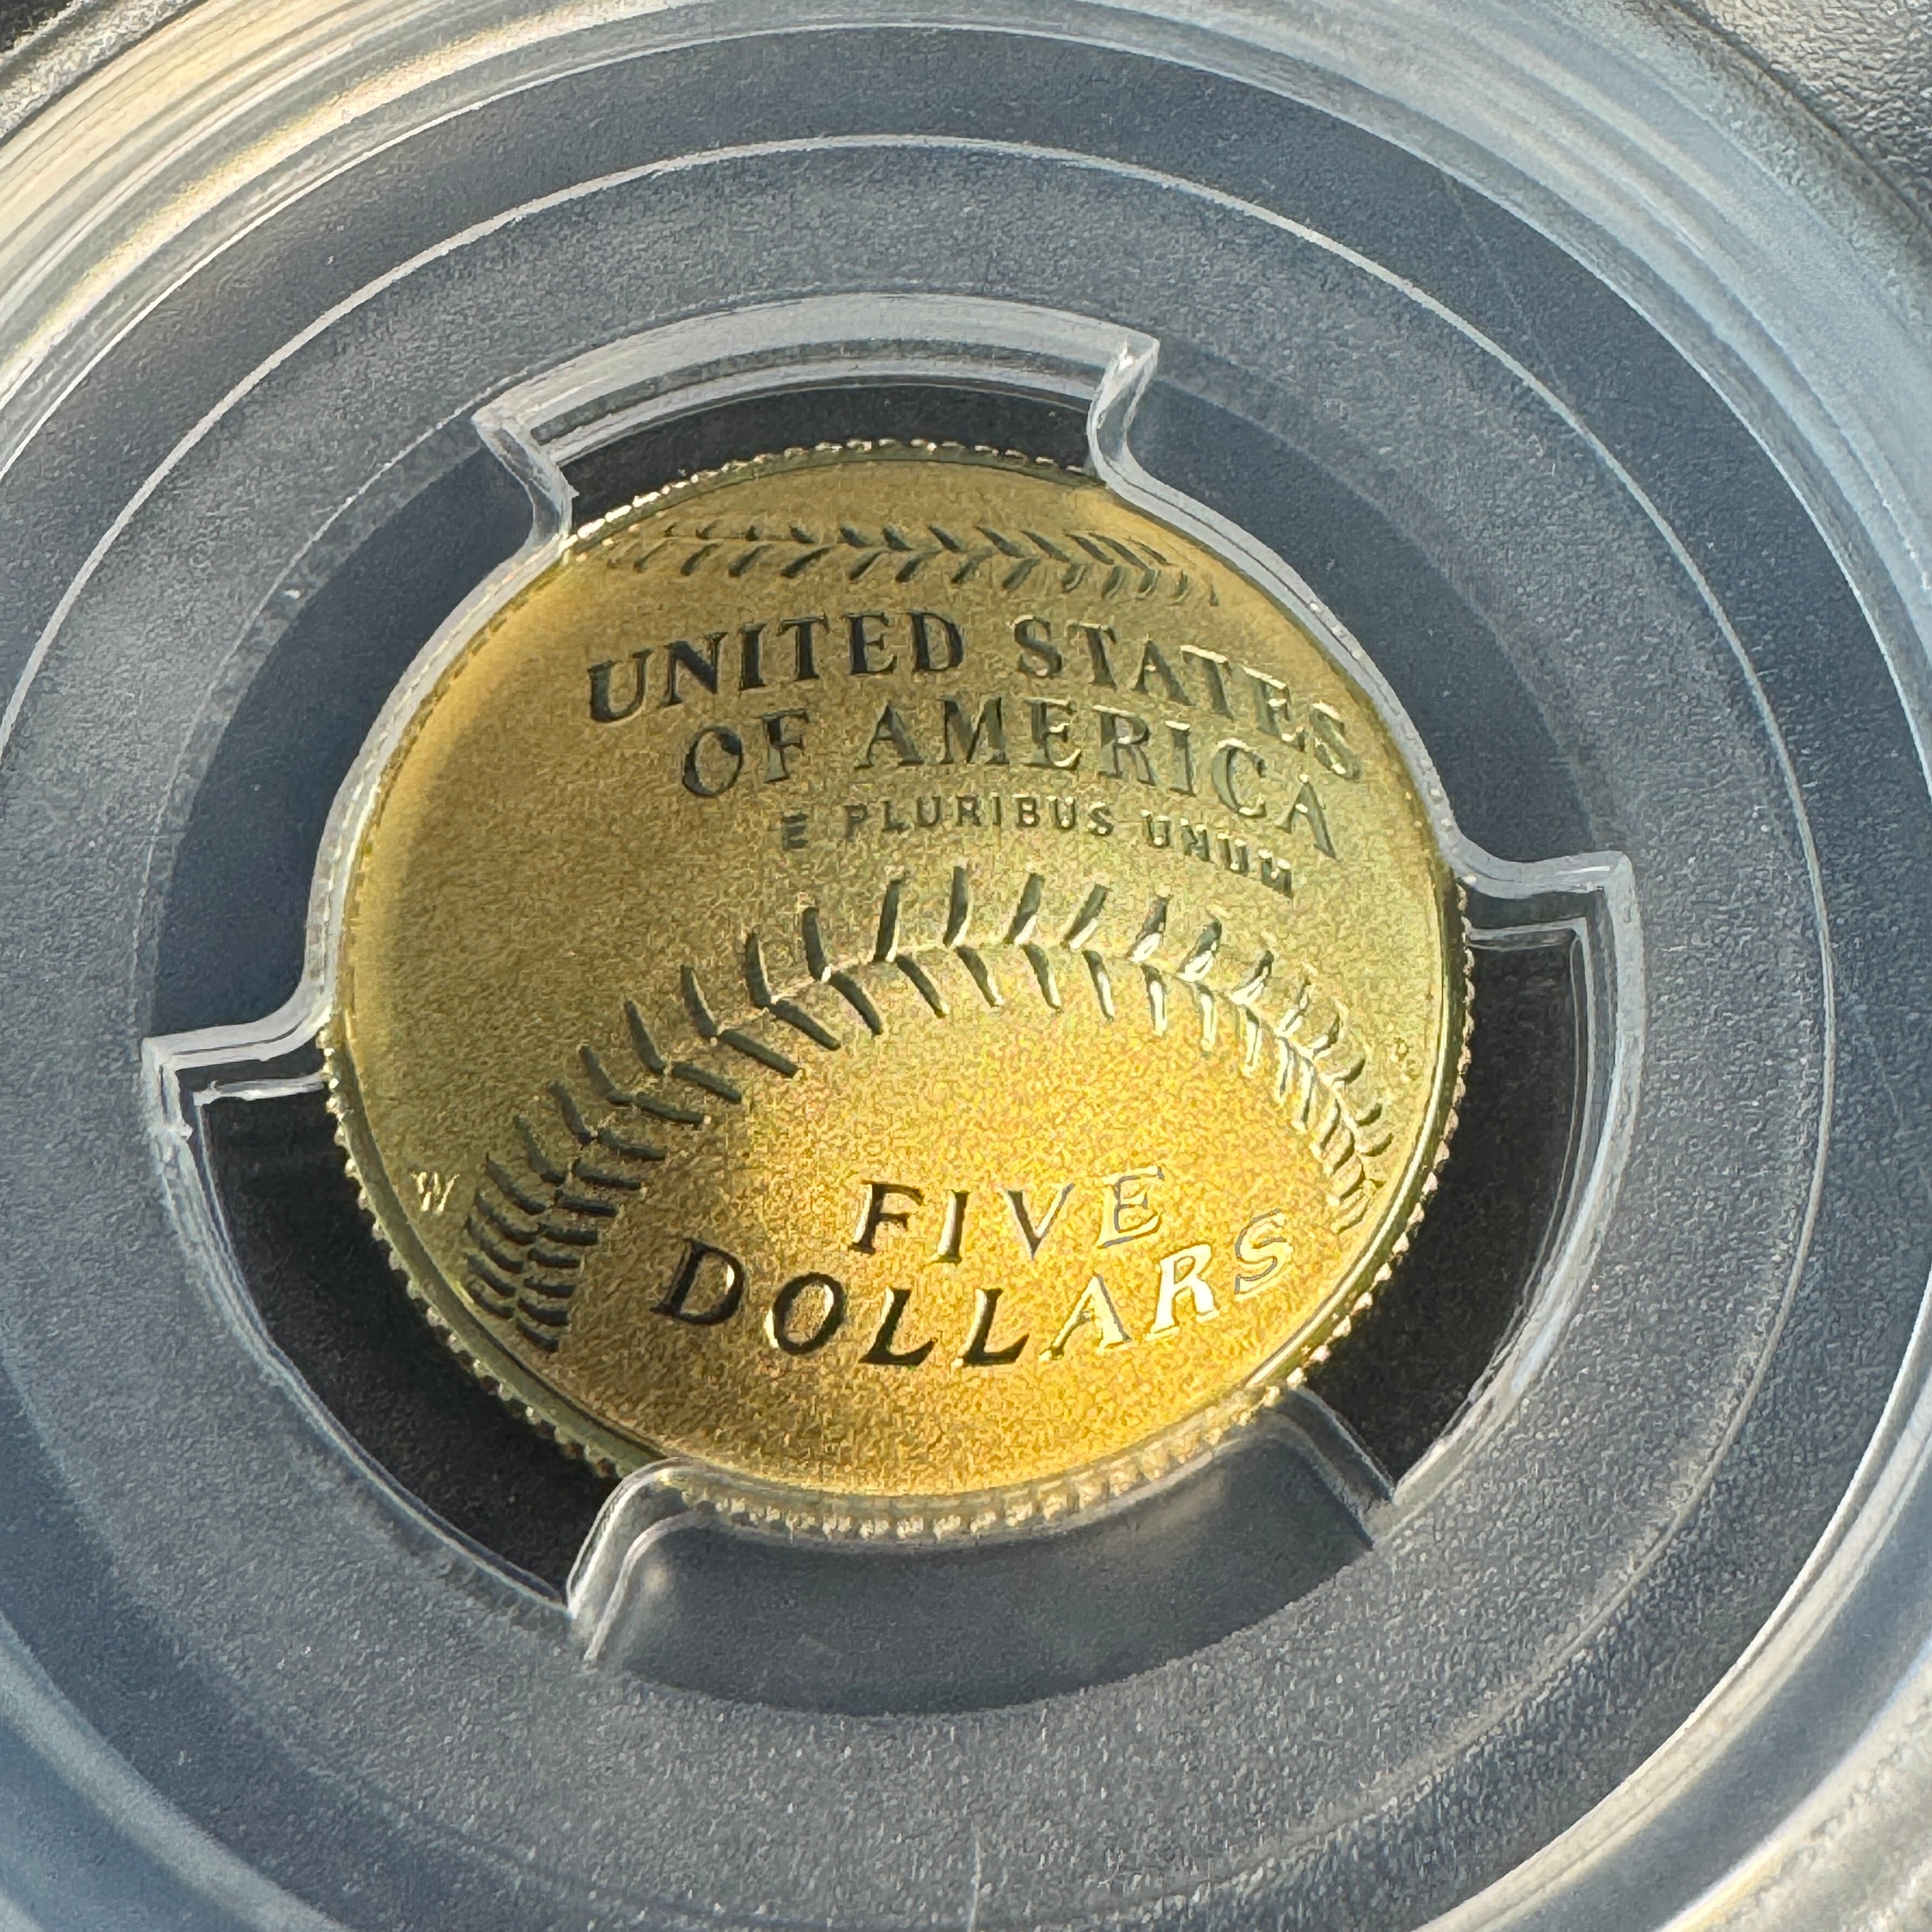 UNITED STATES
OF AMERICA
E PLURIBUS UNUM
W
FIVE
DOLLARS